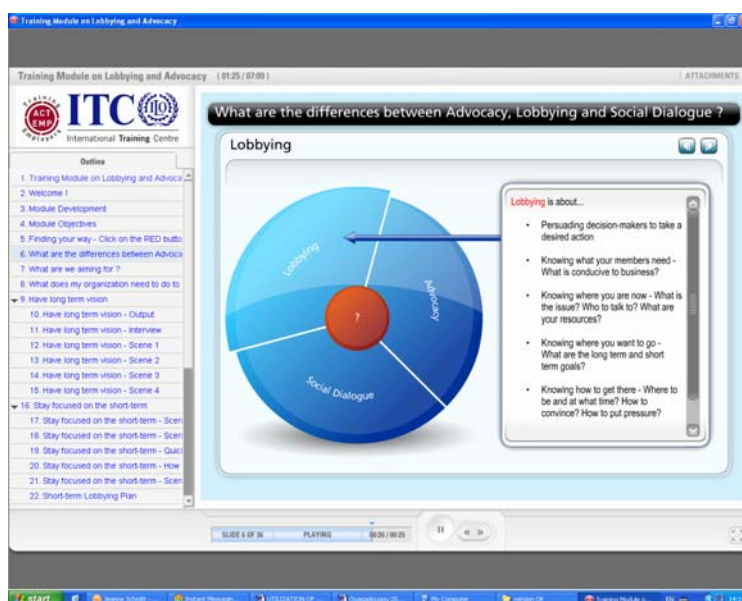 Training Module on Lobbying and Advocacy
Training Module on Lobbying and Advocacy (01:25 / 07:09)
ATTACHMENTS
Training
ACT
EMP
Employers
ITC
International Training Centre
Outline
1. Training Module on Lobbying and Advoca
2. Welcome !
3. Module Development
4. Module Objectives
5. Finding your way - Click on the RED butto
6. What are the differences between Advoca
7. What are we aiming for ?
8. What does my organization need to do to
9. Have long term vision
10. Have long term vision - Output
11. Have long term vision - Interview
12. Have long term vision - Scene 1
13. Have long term vision - Scene 2
14. Have long term vision - Scene 3
15. Have long term vision - Scene 4
16. Stay focused on the short-term
17. Stay focused on the short-term - Scen
18. Stay focused on the short-term - Scen
19. Stay focused on the short-term - Quic
20. Stay focused on the short-term - How
21. Stay focused on the short-term - Scen
22. Short-term Lobbying Plan
What are the differences between Advocacy, Lobbying and Social Dialogue ?
Lobbying
Lobbying
Advocacy
?
Social Dialogue
Lobbying is about...
• Persuading decision-makers to take a
desired action
• Knowing what your members need -
What is conducive to business?
• Knowing where you are now - What is
the issue? Who to talk to? What are
your resources?
• Knowing where you want to go -
What are the long term and short
term goals?
• Knowing how to get there - Where to
be and at what time? How to
convince? How to put pressure?
SLIDE 6 OF 36
PLAYING
start
UTILIZATION OF
My Computer
Training Module o
EN